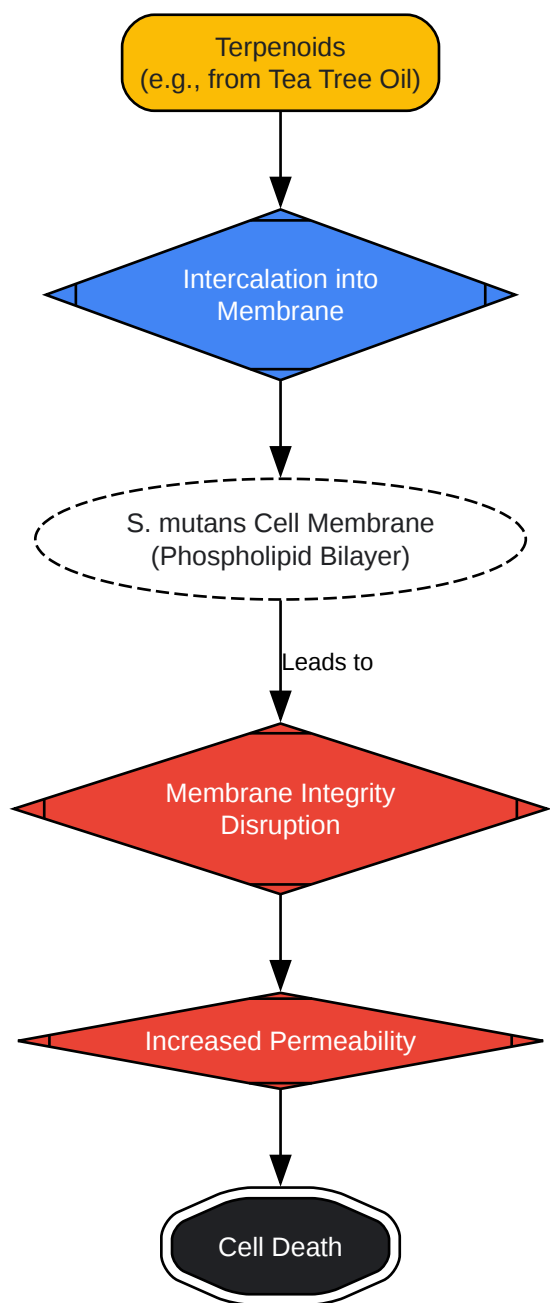 Terpenoids
(e.g., from Tea Tree Oil)
Intercalation into
Membrane
S. mutans Cell Membrane
(Phospholipid Bilayer)
Leads to
Membrane Integrity
Disruption
Increased Permeability
Cell Death